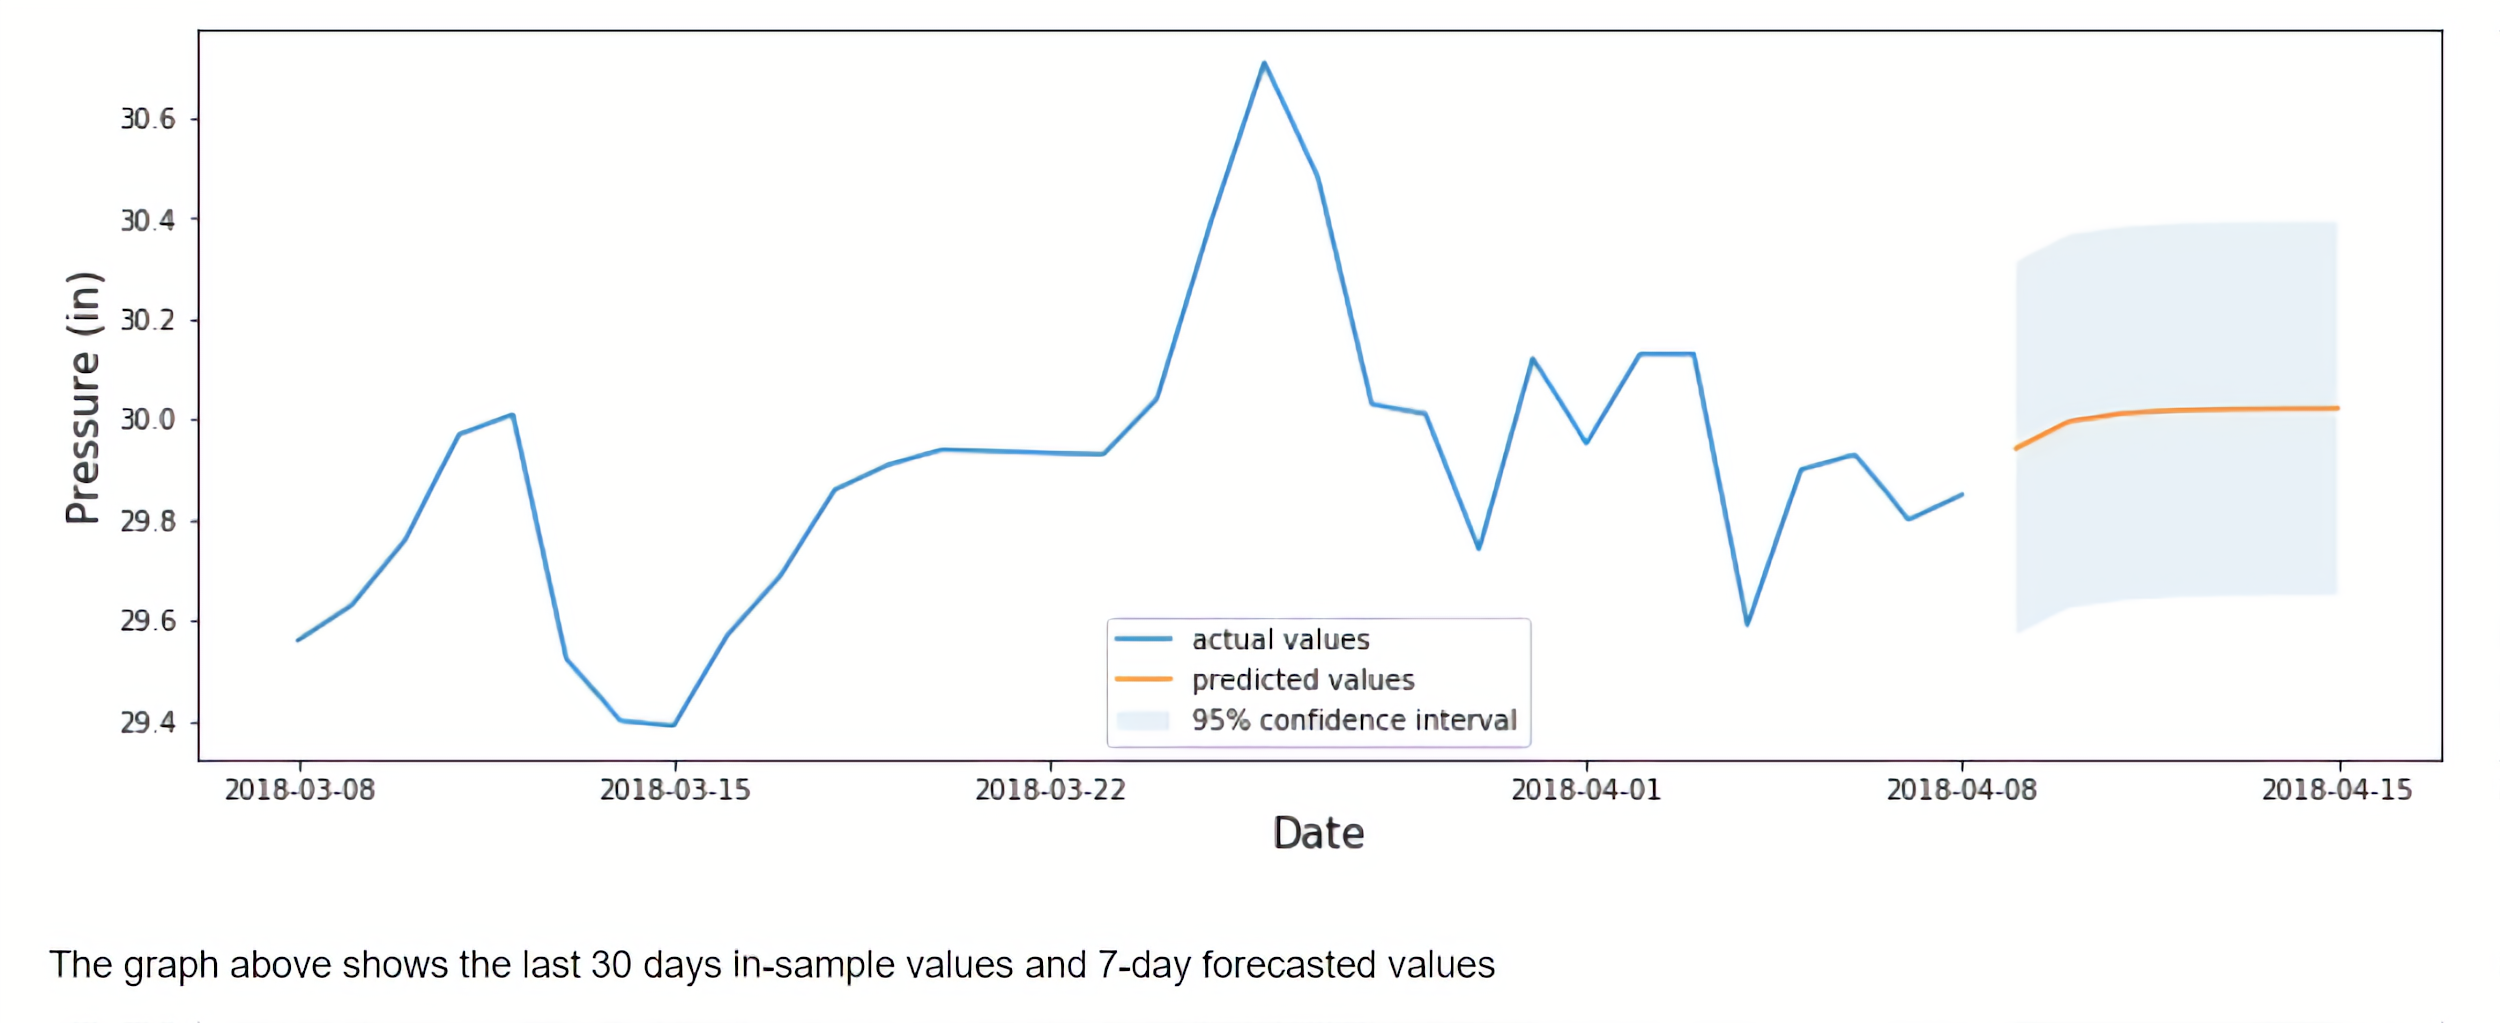 30.6
30.4
30.2
30.0
29.8
29.6
29.4
Pressure (in)
actual values
predicted values
95% confidence interval
2018-03-08 2018-03-15 2018-03-22 2018-04-01 2018-04-08 2018-04-15
Date
The graph above shows the last 30 days in-sample values and 7-day forecasted values